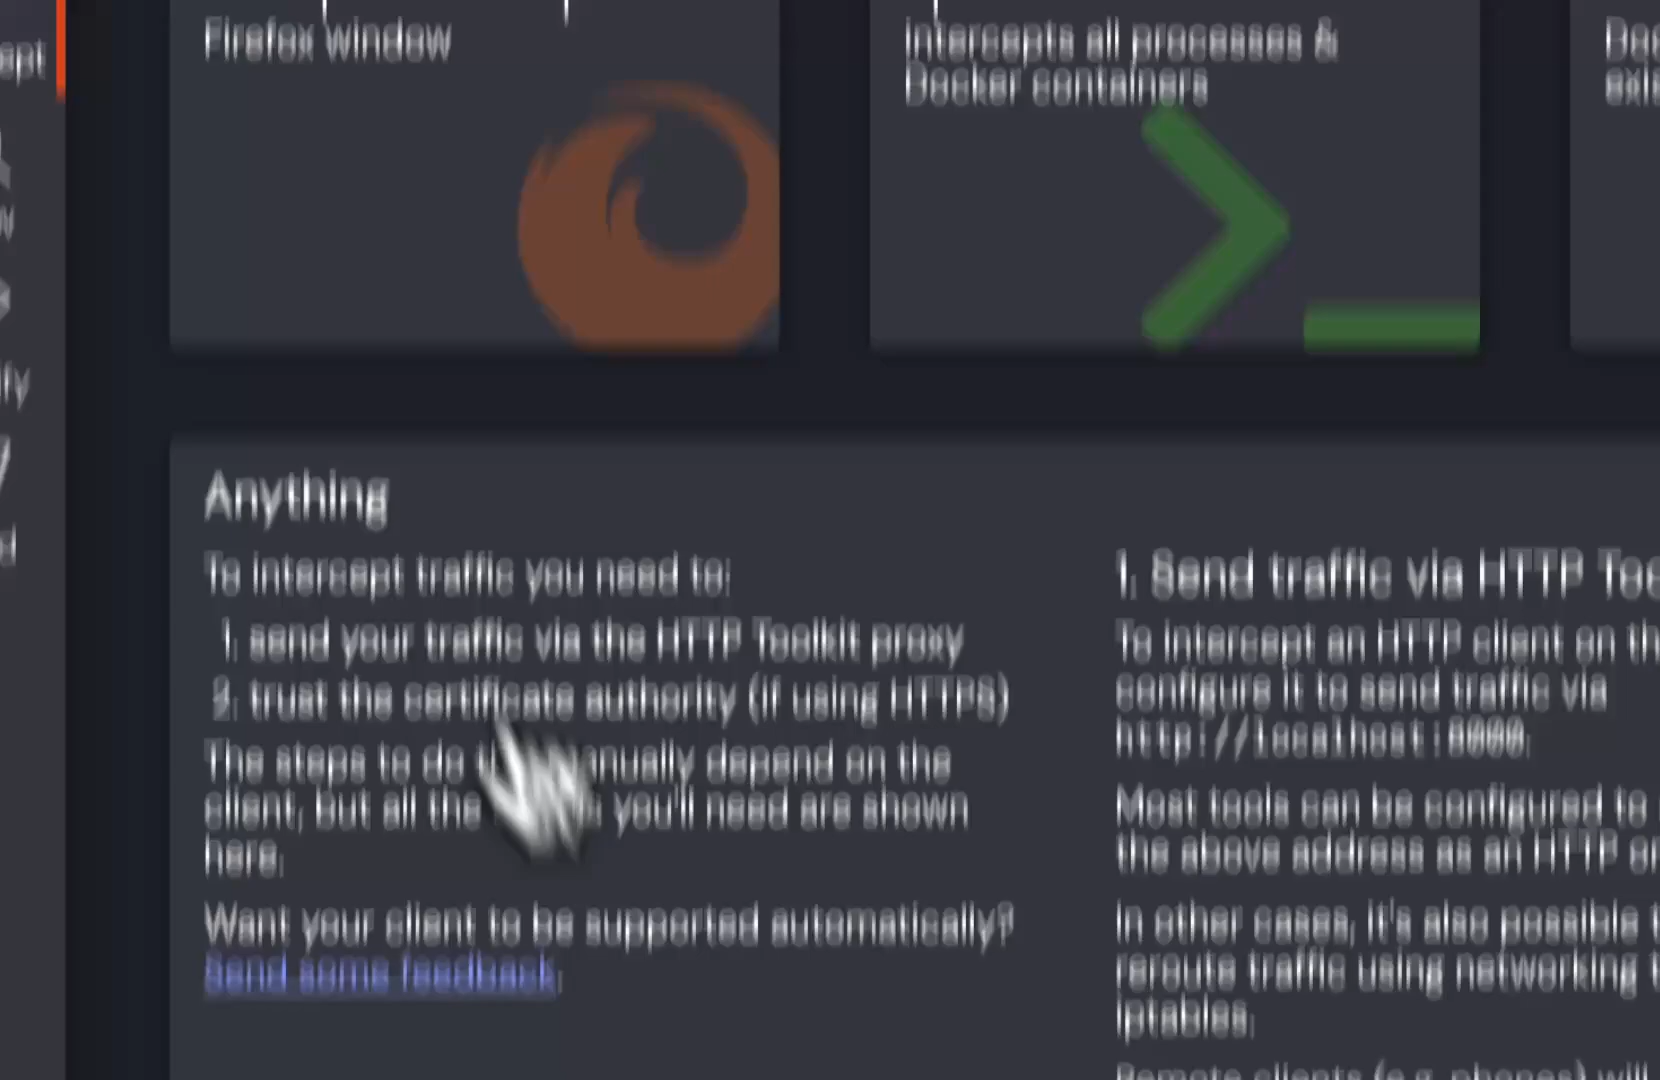 ept
Firefox window
Intercepts all processes &
Docker containers
Anything
To intercept traffic you need to:
1. send your traffic via the HTTP Toolkit proxy
2. trust the certificate authority (if using HTTPS)
The steps to do manually depend on the
client, but all the you'll need are shown
here.
Want your client to be supported automatically?
Send some feedback.
1. Send traffic via HTTP
To intercept an HTTP client on
configure it to send traffic via
http://localhost:8000.
Most tools can be configured to
the above address as an HTTP
In other cases, it's also possible
reroute traffic using networking
iptables.
Remote clients (e.g. phones) will